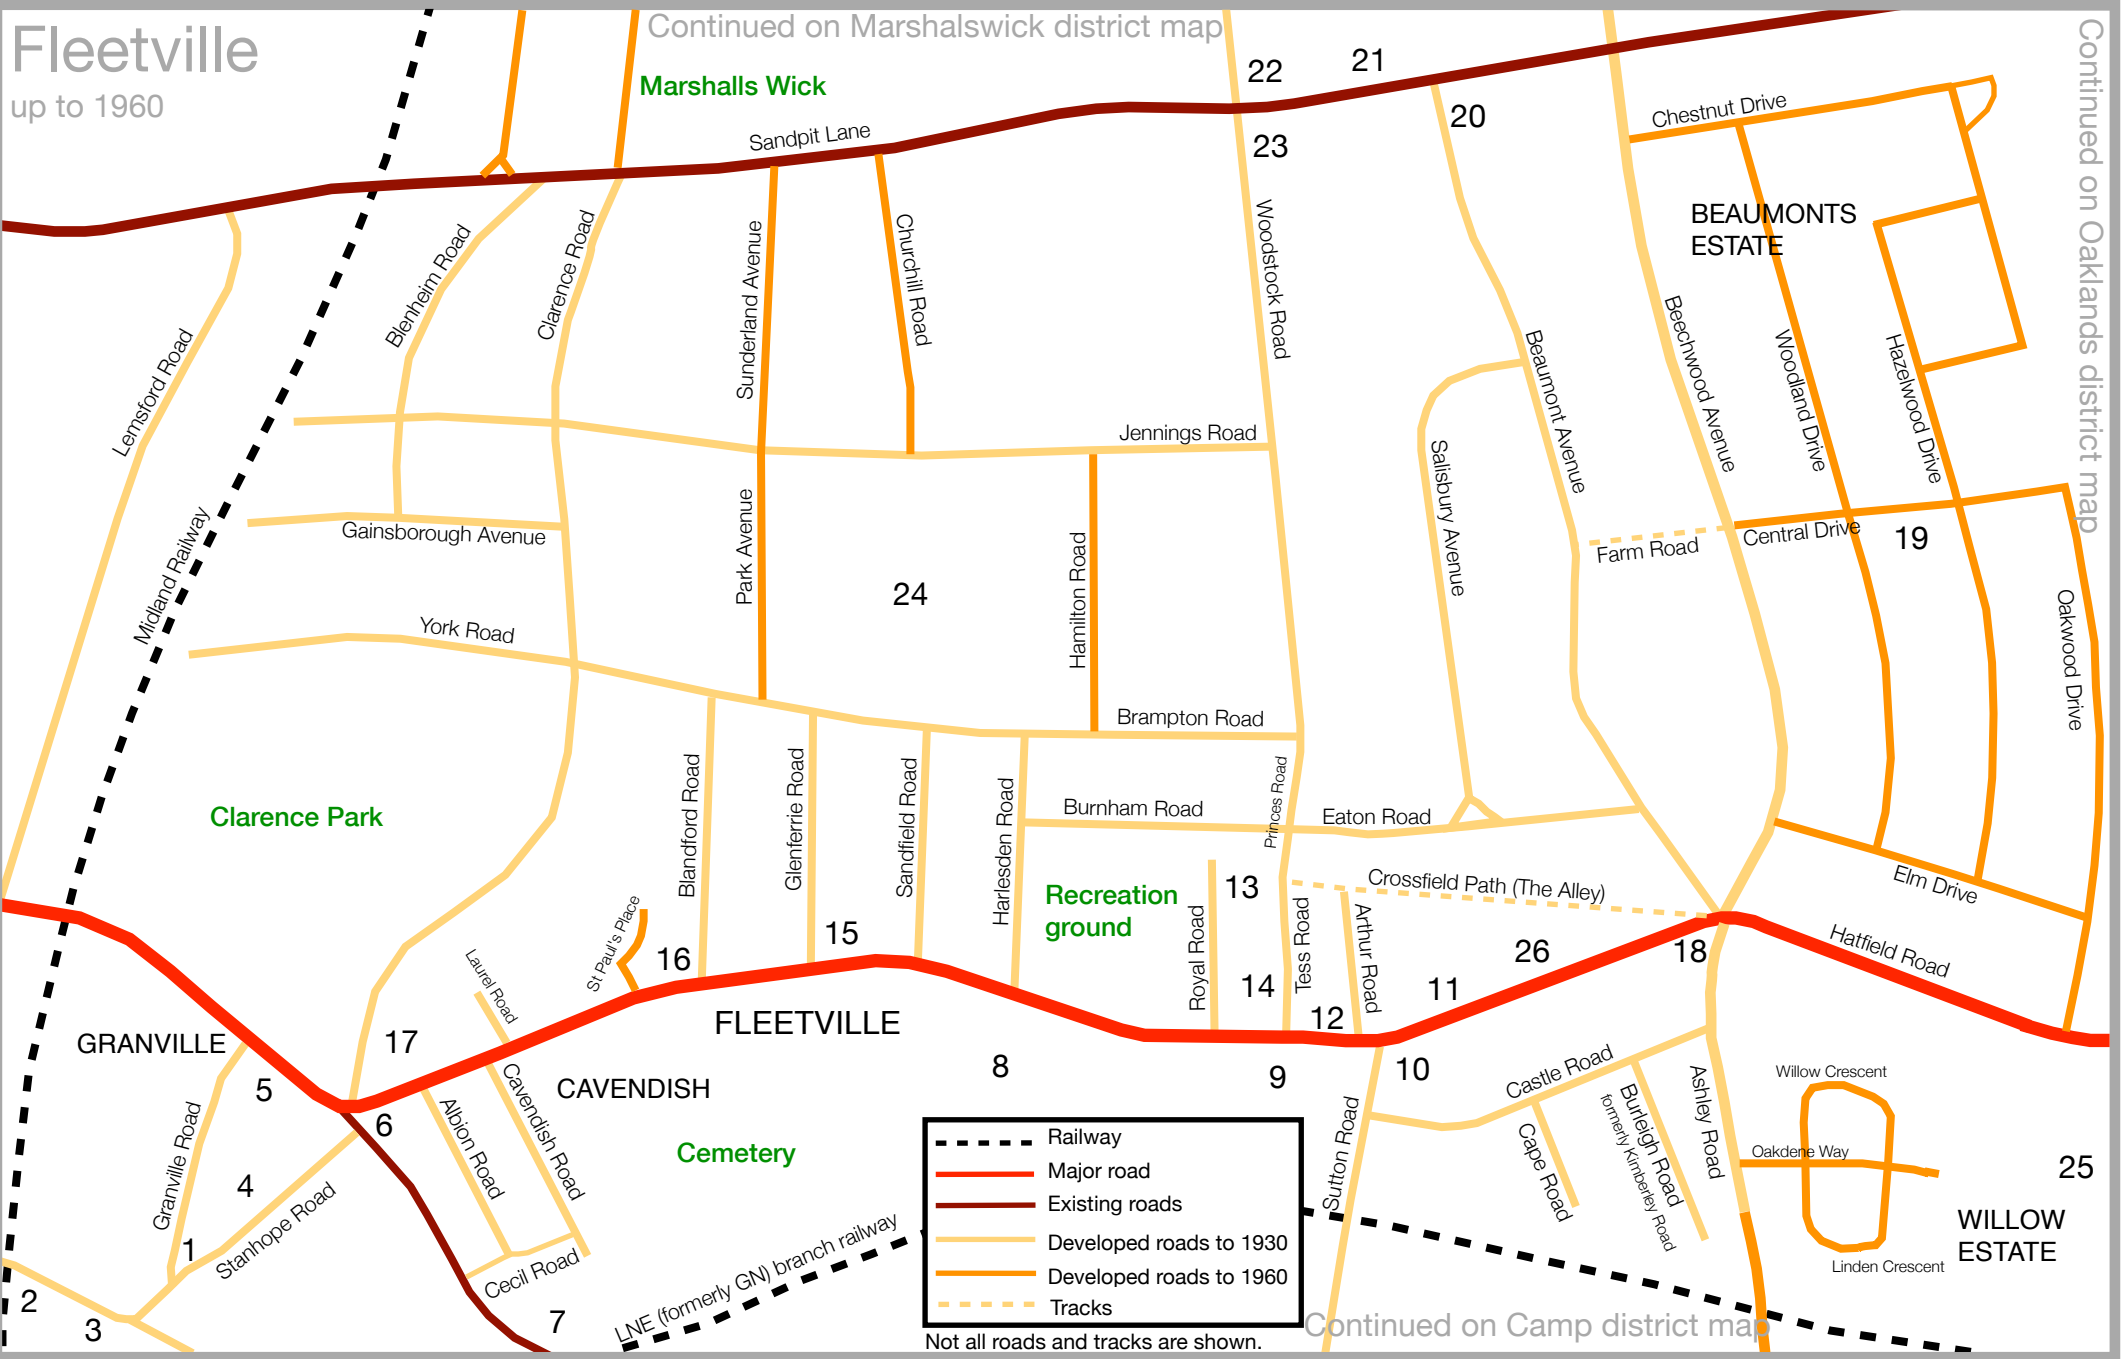 Fleetville
up to 1960
Continued on Marshalswick district map
Continued on Oaklands district map
Marshalls Wick
Sandpit Lane
22
21
23
20
Chestnut Drive
BEAUMONTS
ESTATE
Lemsford Road
Midland Railway
Blenheim Road
Clarence Road
Sunderland Avenue
Churchill Road
Woodstock Road
Beaumont Avenue
Beechwood Avenue
Woodland Drive
Hazelwood Drive
Jennings Road
Salisbury Avenue
Gainsborough Avenue
Park Avenue
Hamilton Road
Farm Road
Central Drive
19
24
Oakwood Drive
York Road
Brampton Road
Clarence Park
Blandford Road
Glenferrie Road
Sandfield Road
Harlesden Road
Burnham Road
Princes Road
Eaton Road
Crossfield Path (The Alley)
Elm Drive
Recreation
ground
13
Royal Road
14
Tess Road
Arthur Road
12
11
26
18
Hatfield Road
St Paul's Place
16
15
Laurel Road
17
GRANVILLE
FLEETVILLE
CAVENDISH
5
6
8
9
10
Granville Road
Albion Road
Cavendish Road
Cemetery
4
1
Stanhope Road
Cecil Road
2
3
7
LNE (formerly GN) branch railway
Sutton Road
Castle Road
Cape Road
Burleigh Road
formerly Kimberley Road
Ashley Road
Willow Crescent
Oakdene Way
Linden Crescent
25
WILLOW
ESTATE
Railway
Major road
Existing roads
Developed roads to 1930
Developed roads to 1960
Tracks
Not all roads and tracks are shown.
Continued on Camp district map